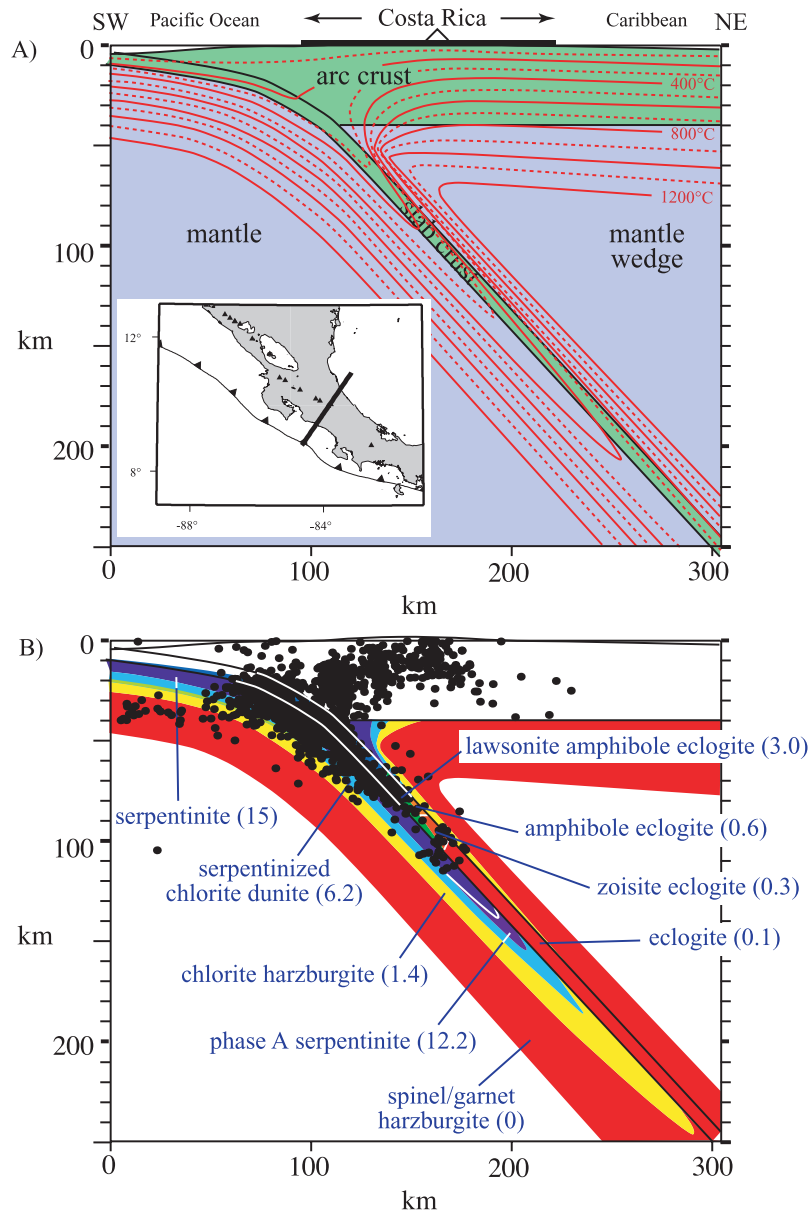 A)
SW
Pacific Ocean
Costa Rica
Caribbean
NE
0
arc crust
400°C
800°C
1200°C
slab crust
mantle
mantle
wedge
100
km
200
12°
8°
-88°
-84°
0
100
200
300
km
B)
0
lawsonite amphibole eclogite (3.0)
serpentinite (15)
amphibole eclogite (0.6)
100
serpentinized
chlorite dunite (6.2)
zoisite eclogite (0.3)
km
eclogite (0.1)
chlorite harzburgite (1.4)
phase A serpentinite (12.2)
200
spinel/garnet
harzburgite (0)
0
100
200
300
km